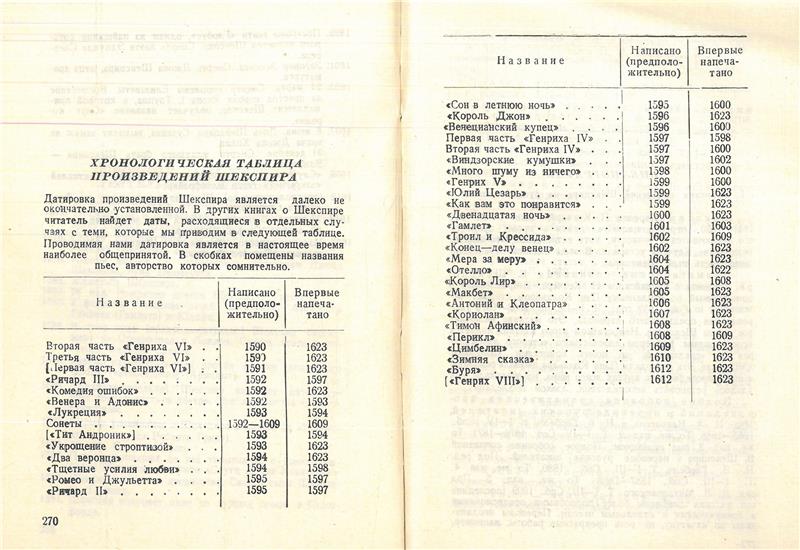 ХРОНОЛОГИЧЕСКАЯ ТАБЛИЦА
ПРОИЗВЕДЕНИЙ ШЕКСПИРА
Датировка произведений Шекспира является далеко не
окончательно установленной. В других книгах о Шекспире
читатель найдет даты, расходящиеся в отдельных слу-
чаях с теми, которые мы приводим в следующей таблице.
Проводимая нами датировка является в настоящее время
наиболее общепринятой. В скобках помещены названия
пьес, авторство которых сомнительно.
Название Написано (предполо- жительно) Впервые напеча- тано
Вторая часть «Генриха VI» . . 1590 1623
Третья часть «Генриха VI» . . 1590 1623
[Первая часть «Генриха VI»] 1591 1623
«Ричард III» . . . . . . . 1592 1597
«Комедия ошибок» . . . . . 1592 1623
«Венера и Адонис» . . . . . 1592 1593
«Лукреция» . . . . . . . 1593 1594
Сонеты . . . . . . . . 1592—1609 1609
[«Тит Андроник»] . . . . . 1593 1594
«Укрощение строптизой» . . . 1593 1623
«Два веронца» . . . . . . 1594 1623
«Тщетные усилия любви» . . . 1594 1598
«Ромео и Джульетта» . . . . 1595 1597
«Ричард II» . . . . . . . 1595 1597
270
Название Написано (предполо- жительно) Впервые напеча- тано
«Сон в летнюю ночь» . . . . . 1595 1600
«Король Джон» . . . . . . 1596 1623
«Венецианский купец» . . . . 1596 1600
Первая часть «Генриха IV» . . 1597 1598
Вторая часть «Генриха IV» . . 1597 1600
«Виндзорские кумушки» . . . 1597 1602
«Много шуму из ничего» . . . 1598 1600
«Генрих V» . . . . . . . 1599 1600
«Юлий Цезарь» . . . . . . 1599 1623
«Как вам это понравится» . . . 1599 1623
«Двенадцатая ночь» . . . . . 1600 1623
«Гамлет» . . . . . . . . 1601 1603
«Троил и Крессида» . . . . . 1602 1609
«Конец—делу венец» . . . . 1602 1623
«Мера за меру» . . . . . . 1604 1623
«Отелло» . . . . . . . . 1604 1622
«Король Лир» . . . . . . 1605 1608
«Макбет» . . . . . . . . 1605 1623
«Антоний и Клеопатра» . . . 1606 1623
«Кориолан» . . . . . . . 1607 1623
«Тимон Афинский» . . . . . 1608 1623
«Перикл» . . . . . . . . 1608 1609
«Цимбелин» . . . . . . . 1609 1623
«Зимняя сказка» . . . . . . 1610 1623
«Буря» . . . . . . . . 1612 1623
[«Генрих VIII»] . . . . . . 1612 1623